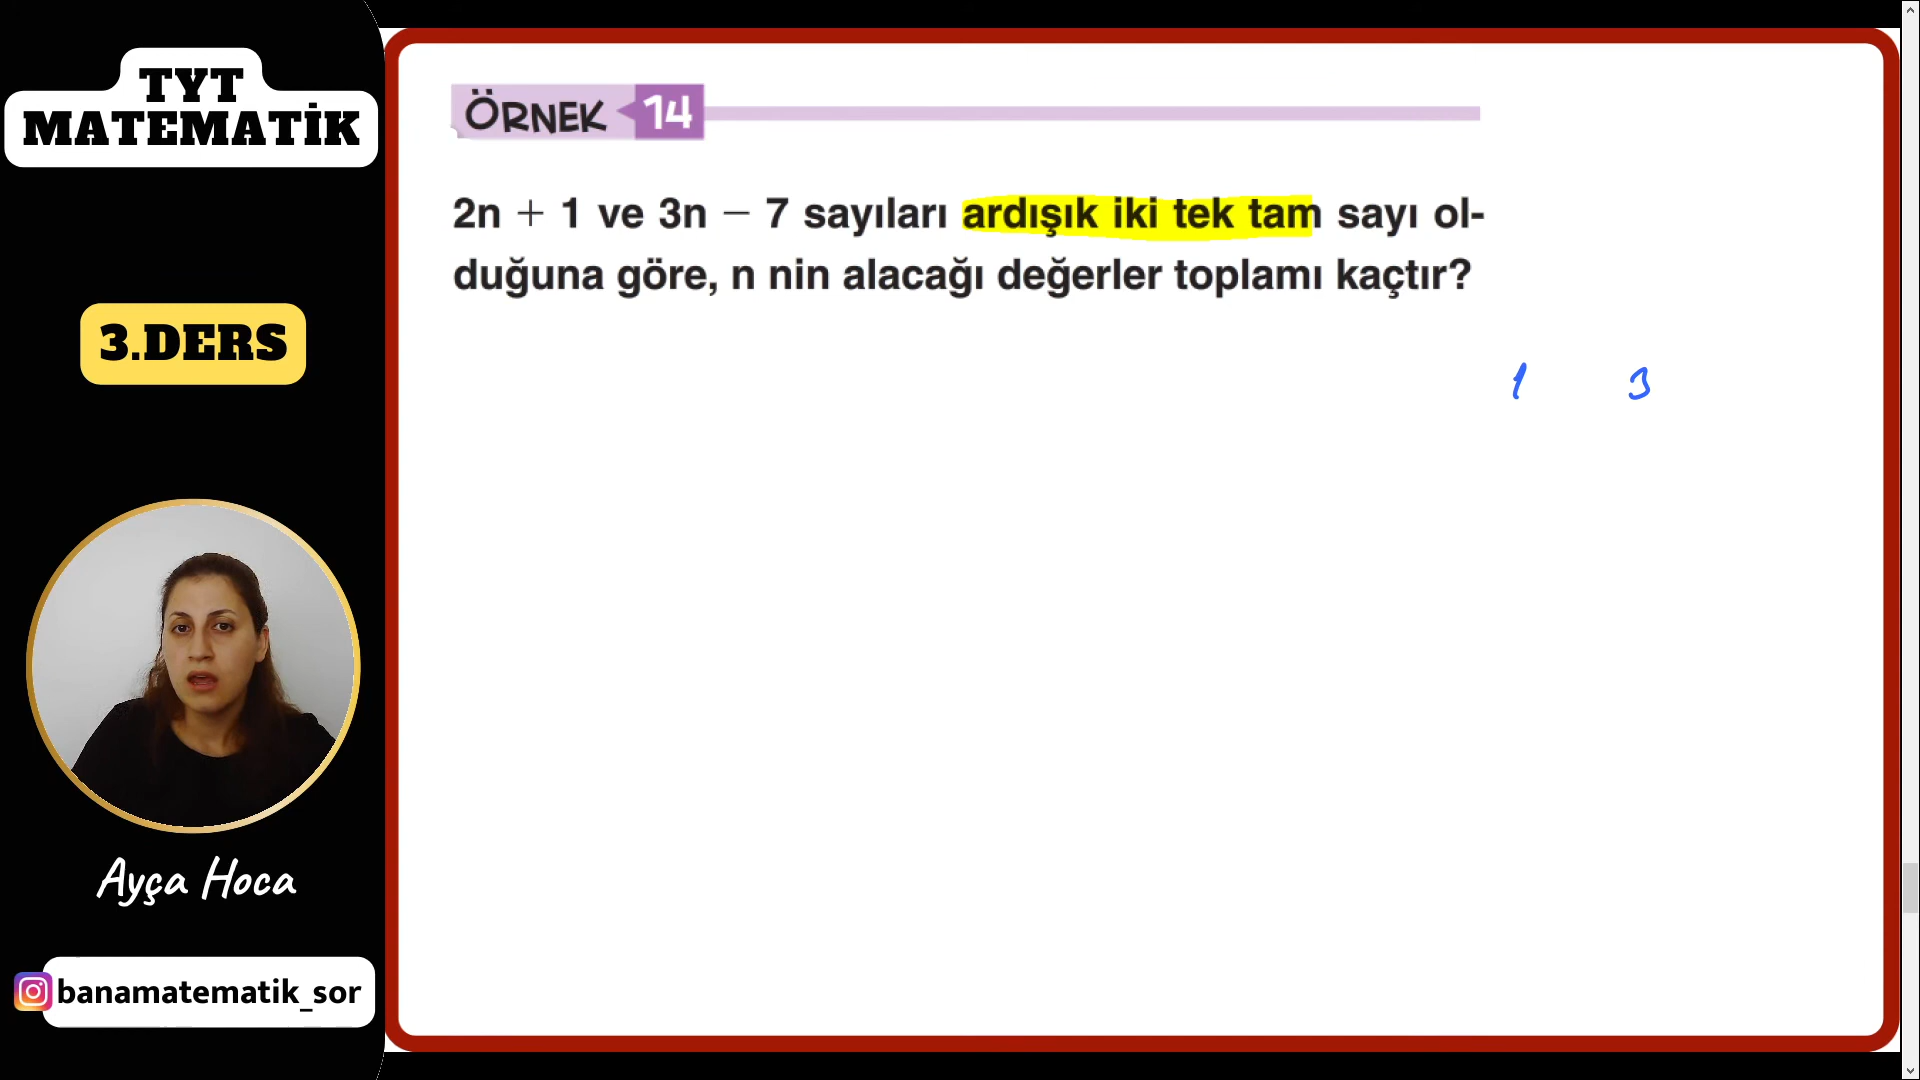 TYT
MATEMATİK
3.DERS
Ayça Hoca
banamatematik_sor
ÖRNEK 14
2n + 1 ve 3n − 7 sayıları ardışık iki tek tam sayı ol-
duğuna göre, n nin alacağı değerler toplamı kaçtır?
1 3